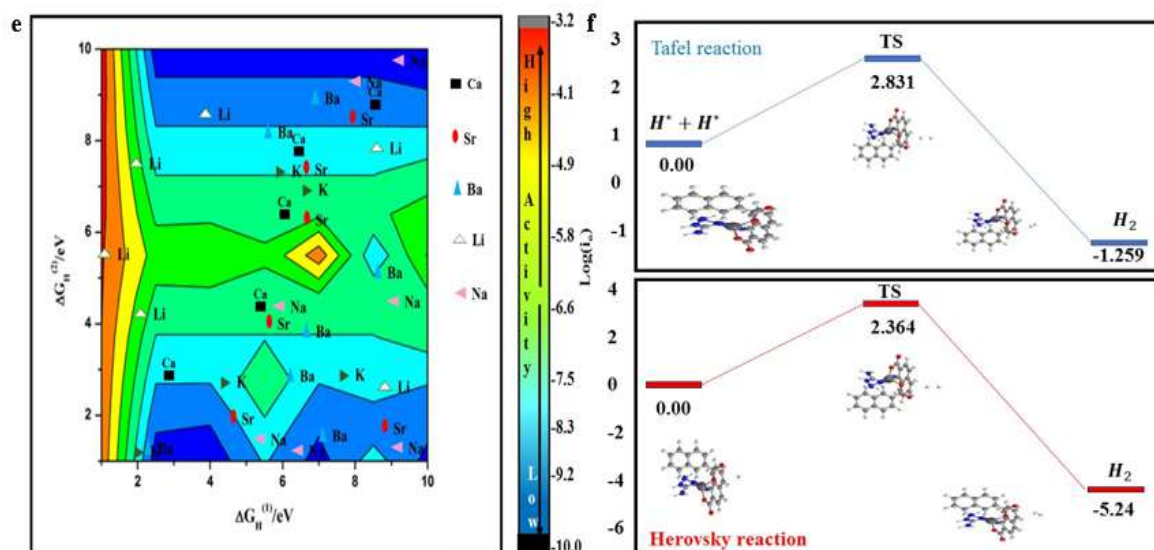 e
10
8
6
4
2
ΔG_H^(2)/eV
2 4 6 8 10
ΔG_H^(1)/eV
Na
Na
Ca
Ba
Sr
Li
Ba
Ca
Li
Sr
Li
K
K
Ca
Sr
Li
Ba
Ca
Na
Na
Sr
Li
Ba
Ca
K
Ba
K
Li
Sr
Sr
Na
Ba
Na
Ba
Ca
Sr
Ba
Li
Na
High Activity
Low
-3.2
-4.1
-4.9
-5.8
-6.6
-7.5
-8.3
-9.2
-10.0
Log(i₀)
f
3
2
1
0
-1
Tafel reaction
TS
2.831
H* + H*
0.00
H₂
-1.259
4
2
0
-2
-4
-6
TS
2.364
0.00
H₂
-5.24
Herovsky reaction